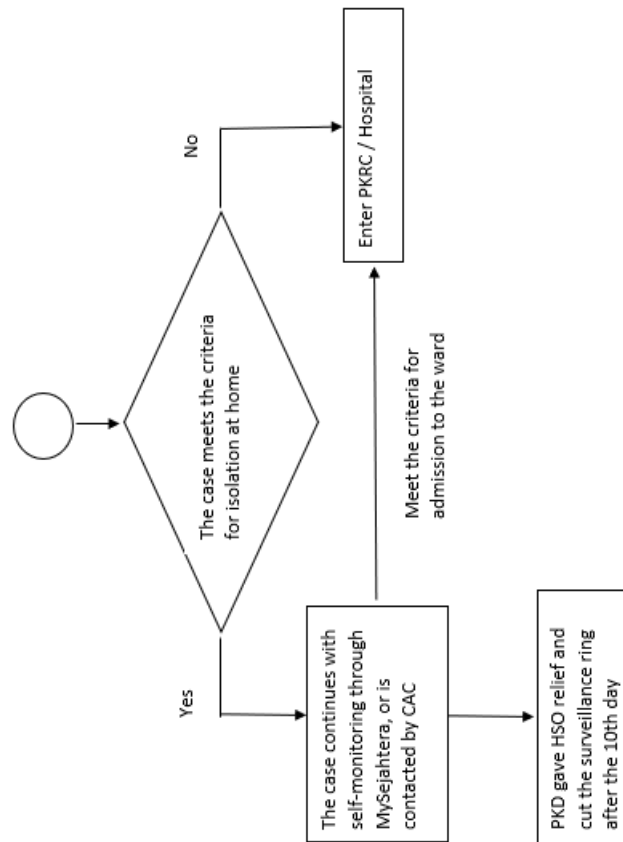 The case meets the criteria
for isolation at home
Yes
No
The case continues with
self-monitoring through
MySejahtera, or is
contacted by CAC
Meet the criteria for
admission to the ward
Enter PKRC / Hospital
PKD gave HSO relief and
cut the surveillance ring
after the 10th day